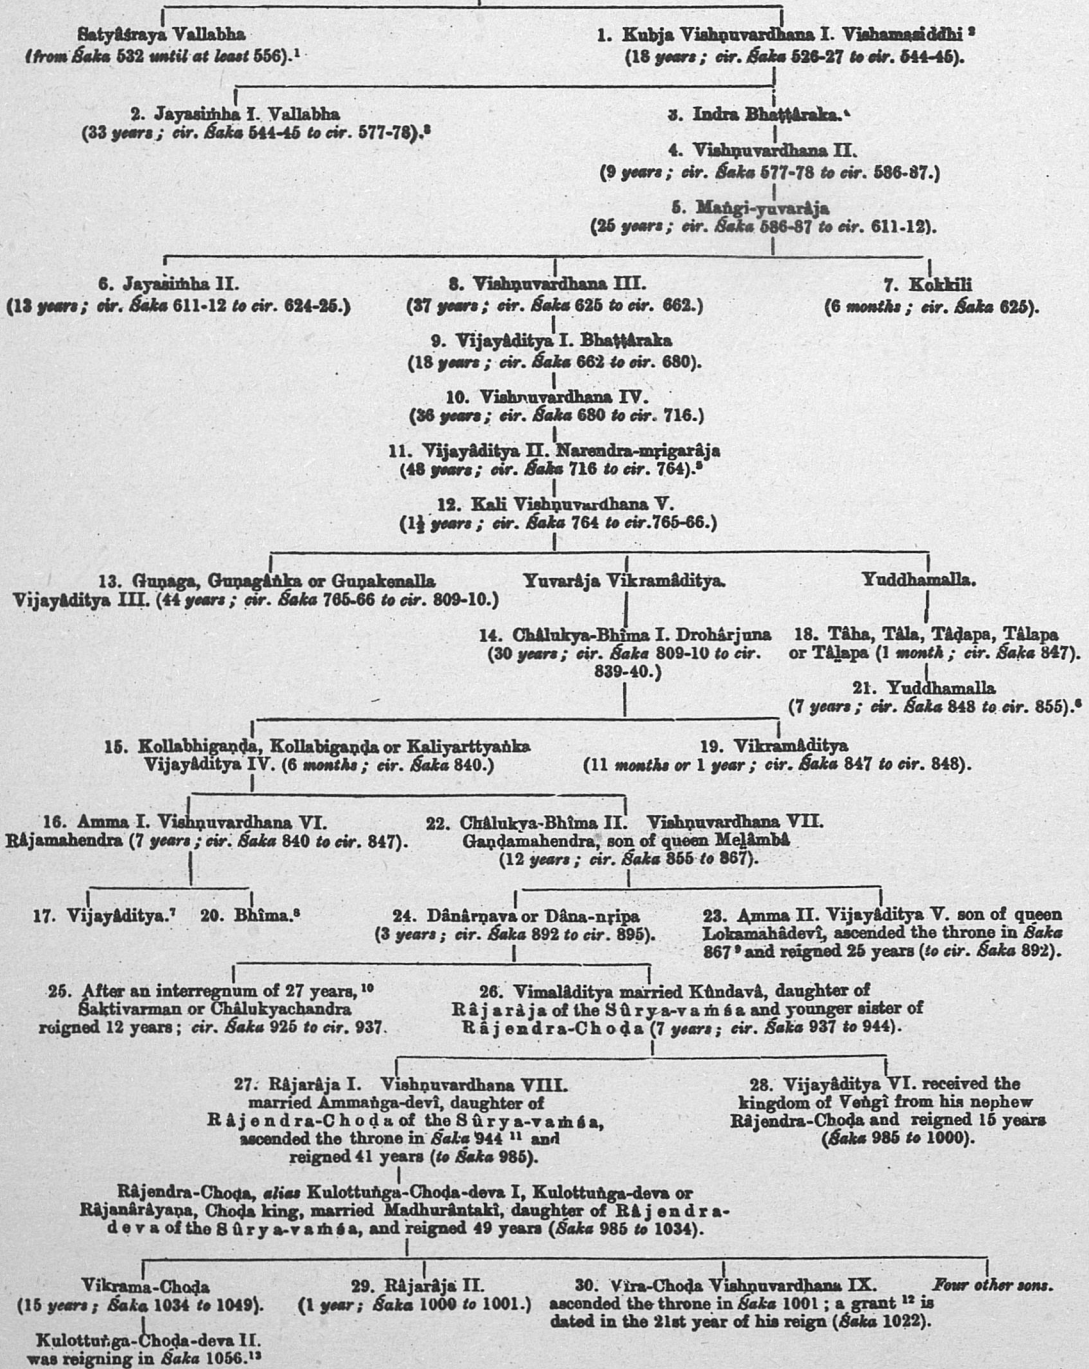 Satyâśraya Vallabha
(from Śaka 532 until at least 556).¹
1. Kubja Vishṇuvardhana I. Vishamasiddhi ²
(18 years; cir. Śaka 526-27 to cir. 544-45).
2. Jayasiṁha I. Vallabha
(33 years; cir. Śaka 544-45 to cir. 577-78).³
3. Indra Bhaṭṭâraka.⁴
4. Vishṇuvardhana II.
(9 years; cir. Śaka 577-78 to cir. 586-87.)
5. Maṅgi-yuvarâja
(25 years; cir. Śaka 586-87 to cir. 611-12).
6. Jayasiṁha II.
(13 years; cir. Śaka 611-12 to cir. 624-25.)
8. Vishṇuvardhana III.
(37 years; cir. Śaka 625 to cir. 662.)
7. Kokkili
(6 months; cir. Śaka 625).
9. Vijayâditya I. Bhaṭṭâraka
(18 years; cir. Śaka 662 to cir. 680).
10. Vishṇuvardhana IV.
(36 years; cir. Śaka 680 to cir. 716.)
11. Vijayâditya II. Narendra-mṛigarâja
(48 years; cir. Śaka 716 to cir. 764).⁵
12. Kali Vishṇuvardhana V.
(1½ years; cir. Śaka 764 to cir.765-66.)
13. Guṇaga, Guṇagâṅka or Guṇakenalla
Vijayâditya III. (44 years; cir. Śaka 765-66 to cir. 809-10.)
Yuvarâja Vikramâditya.
Yuddhamalla.
14. Châlukya-Bhîma I. Drohârjuna
(30 years; cir. Śaka 809-10 to cir.
839-40.)
18. Tâha, Tâla, Tâḍapa, Tâlapa
or Tâḻapa (1 month; cir. Śaka 847).
21. Yuddhamalla
(7 years; cir. Śaka 848 to cir. 855).⁶
15. Kollabhigaṇḍa, Kollabigaṇḍa or Kaliyarttyaṅka
Vijayâditya IV. (6 months; cir. Śaka 840.)
19. Vikramâditya
(11 months or 1 year; cir. Śaka 847 to cir. 848).
16. Amma I. Vishṇuvardhana VI.
Râjamahendra (7 years; cir. Śaka 840 to cir. 847).
22. Châlukya-Bhîma II. Vishṇuvardhana VII.
Gaṇḍamahendra, son of queen Meḷâmbâ
(12 years; cir. Śaka 855 to 867).
17. Vijayâditya.⁷
20. Bhîma.⁸
24. Dânârṇava or Dâna-nṛipa
(3 years; cir. Śaka 892 to cir. 895).
23. Amma II. Vijayâditya V. son of queen
Lokamahâdevî, ascended the throne in Śaka
867 ⁹ and reigned 25 years (to cir. Śaka 892).
25. After an interregnum of 27 years, ¹⁰
Śaktivarman or Châlukyachandra
reigned 12 years; cir. Śaka 925 to cir. 937.
26. Vimalâditya married Kûndavâ, daughter of
Râjarâja of the Sûrya-vaṁśa and younger sister of
Râjendra-Choḍa (7 years; cir. Śaka 937 to 944).
27. Râjarâja I. Vishṇuvardhana VIII.
married Ammaṅga-devî, daughter of
Râjendra-Choḍa of the Sûrya-vaṁśa,
ascended the throne in Śaka 944 ¹¹ and
reigned 41 years (to Śaka 985).
28. Vijayâditya VI. received the
kingdom of Veṅgî from his nephew
Râjendra-Choḍa and reigned 15 years
(Śaka 985 to 1000).
Râjendra-Choḍa, alias Kulottuṅga-Choḍa-deva I, Kulottuṅga-deva or
Râjanârâyaṇa, Choḍa king, married Madhurântakî, daughter of Râjendra-
deva of the Sûrya-vaṁśa, and reigned 49 years (Śaka 985 to 1034).
Vikrama-Choḍa
(15 years; Śaka 1034 to 1049).
29. Râjarâja II.
(1 year; Śaka 1000 to 1001.)
30. Vîra-Choḍa Vishṇuvardhana IX.
ascended the throne in Śaka 1001; a grant ¹² is
dated in the 21st year of his reign (Śaka 1022).
Four other sons.
Kulottuṅga-Choḍa-deva II.
was reigning in Śaka 1056.¹³